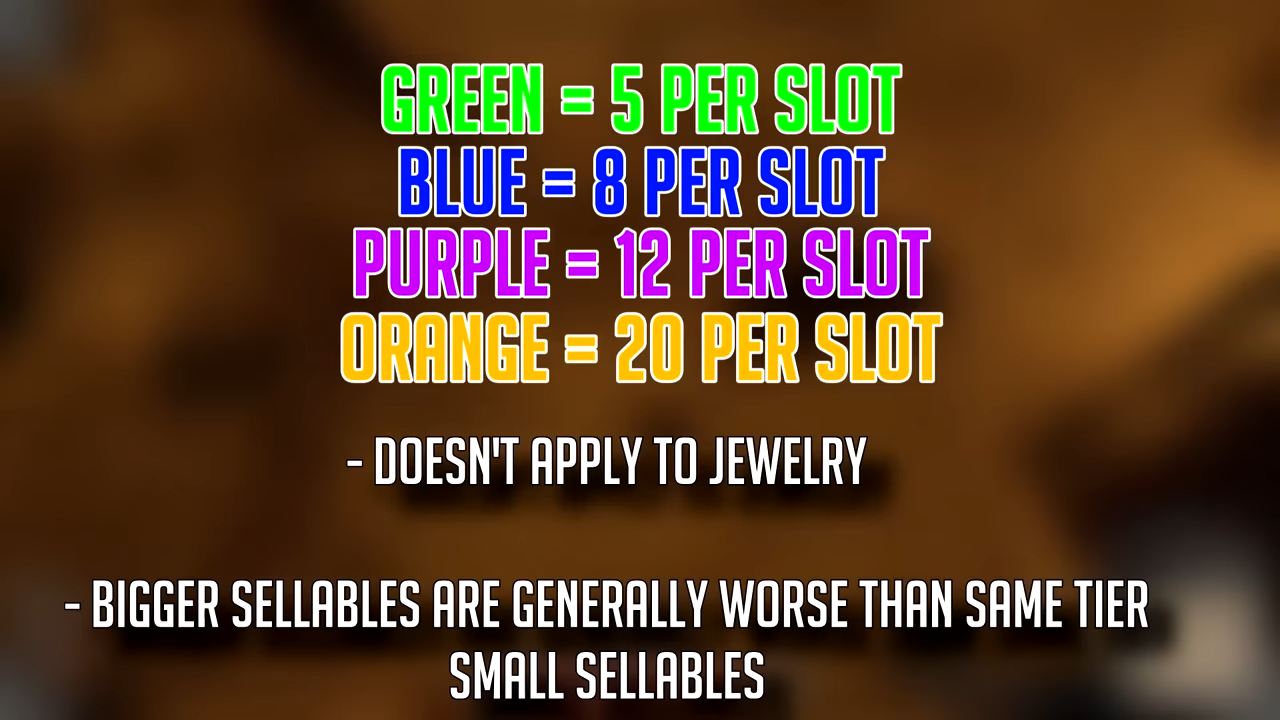 GREEN = 5 PER SLOT
BLUE = 8 PER SLOT
PURPLE = 12 PER SLOT
ORANGE = 20 PER SLOT
- DOESN'T APPLY TO JEWELRY
- BIGGER SELLABLES ARE GENERALLY WORSE THAN SAME TIER
SMALL SELLABLES